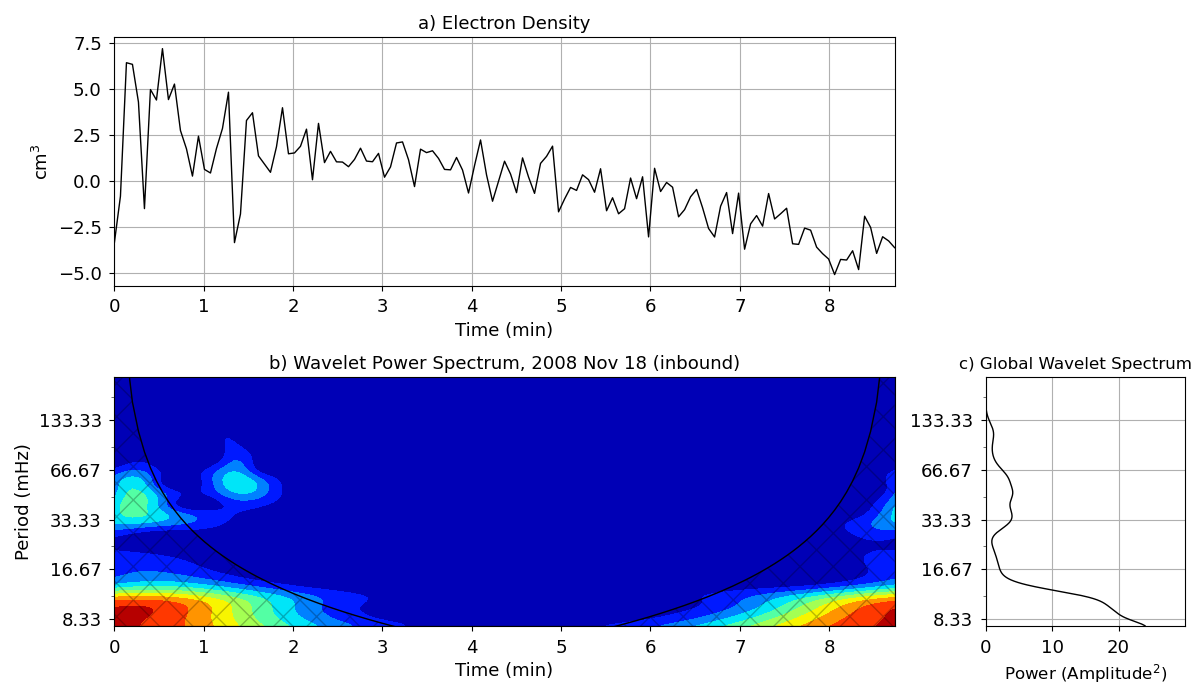 a) Electron Density
7.5
5.0
2.5
0.0
−2.5
−5.0
cm³
0 1 2 3 4 5 6 7 8
Time (min)
b) Wavelet Power Spectrum, 2008 Nov 18 (inbound)
133.33
66.67
33.33
16.67
8.33
Period (mHz)
0 1 2 3 4 5 6 7 8
Time (min)
c) Global Wavelet Spectrum
133.33
66.67
33.33
16.67
8.33
0 10 20
Power (Amplitude²)